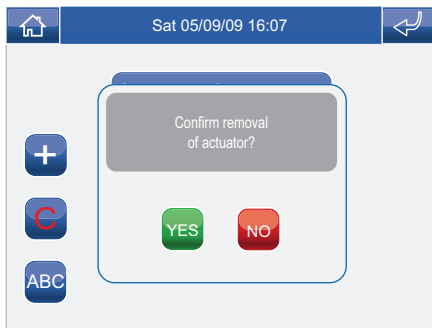 Sat 05/09/09 16:07
Confirm removal
of actuator?
+
C
YES
NO
ABC